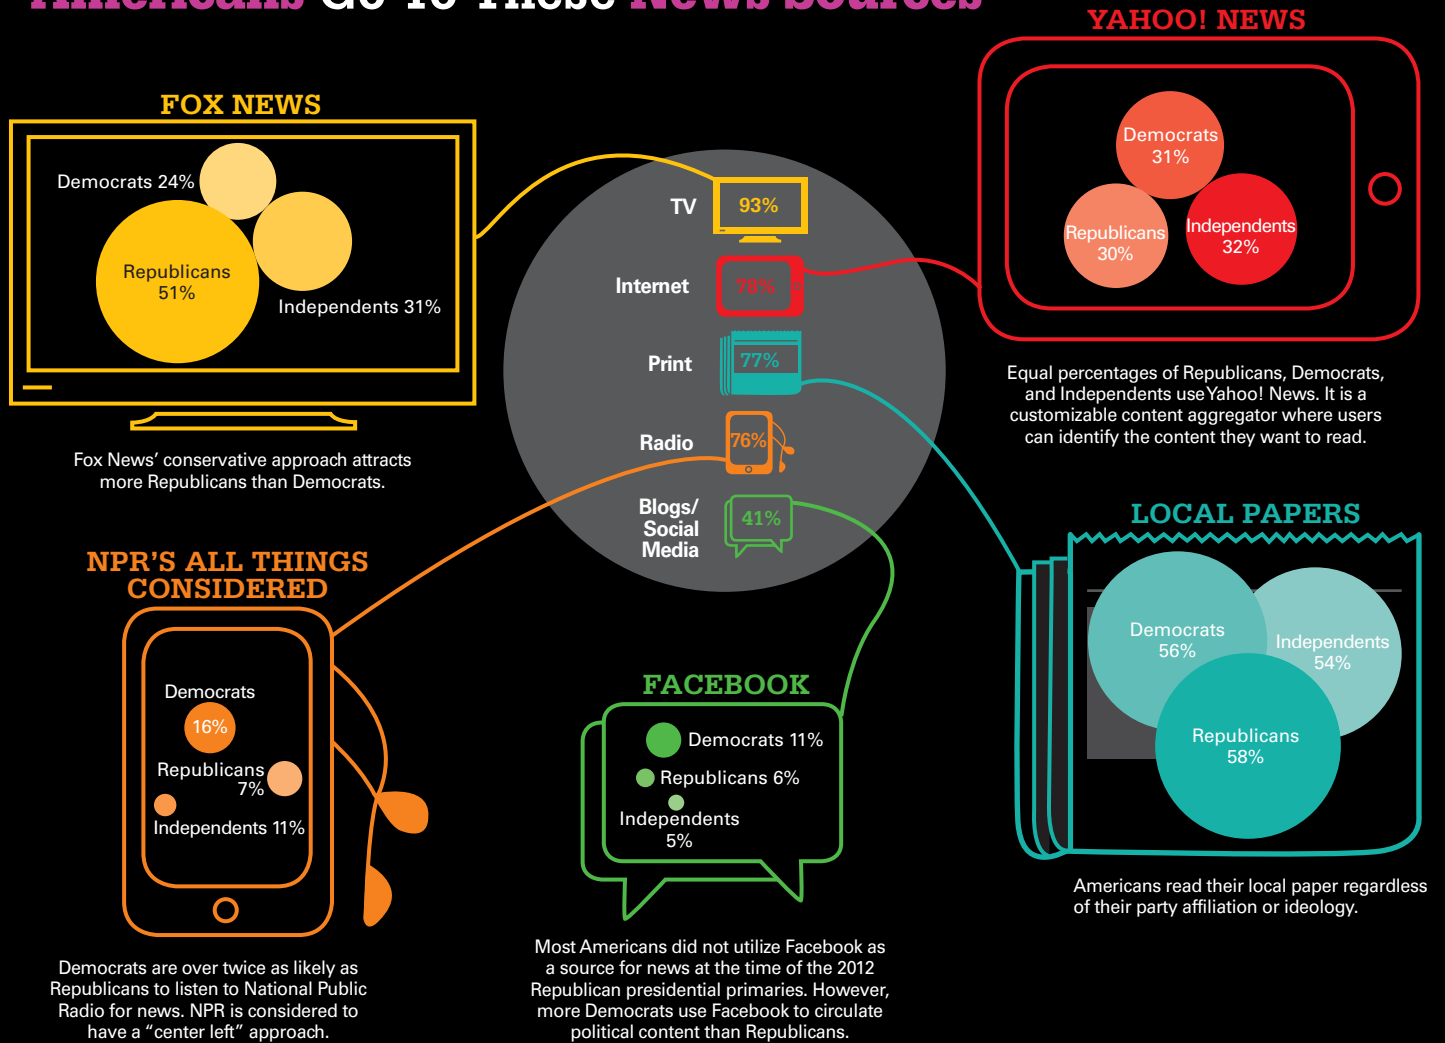 Americans Go To These News Sources
YAHOO! NEWS
Democrats
31%
Republicans
30%
Independents
32%
Equal percentages of Republicans, Democrats,
and Independents use Yahoo! News. It is a
customizable content aggregator where users
can identify the content they want to read.
FOX NEWS
Democrats 24%
Republicans
51%
Independents 31%
Fox News’ conservative approach attracts
more Republicans than Democrats.
TV
93%
Internet
78%
Print
77%
Radio
76%
Blogs/
Social
Media
41%
LOCAL PAPERS
Democrats
56%
Independents
54%
Republicans
58%
Americans read their local paper regardless
of their party affiliation or ideology.
NPR’S ALL THINGS
CONSIDERED
Democrats
16%
Republicans
7%
Independents 11%
Democrats are over twice as likely as
Republicans to listen to National Public
Radio for news. NPR is considered to
have a “center left” approach.
FACEBOOK
Democrats 11%
Republicans 6%
Independents
5%
Most Americans did not utilize Facebook as
a source for news at the time of the 2012
Republican presidential primaries. However,
more Democrats use Facebook to circulate
political content than Republicans.